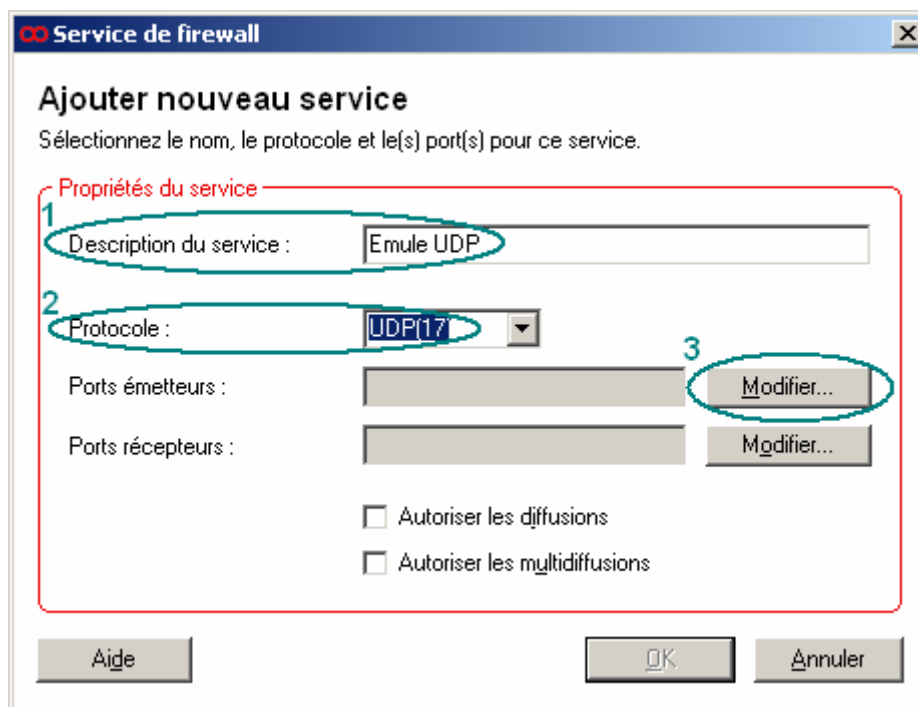 Service de firewall
Ajouter nouveau service
Sélectionnez le nom, le protocole et le(s) port(s) pour ce service.
Propriétés du service
1
Description du service :
Emule UDP
2
Protocole :
UDP(17)
3
Ports émetteurs :
Modifier...
Ports récepteurs :
Modifier...
Autoriser les diffusions
Autoriser les multidiffusions
Aide
OK
Annuler